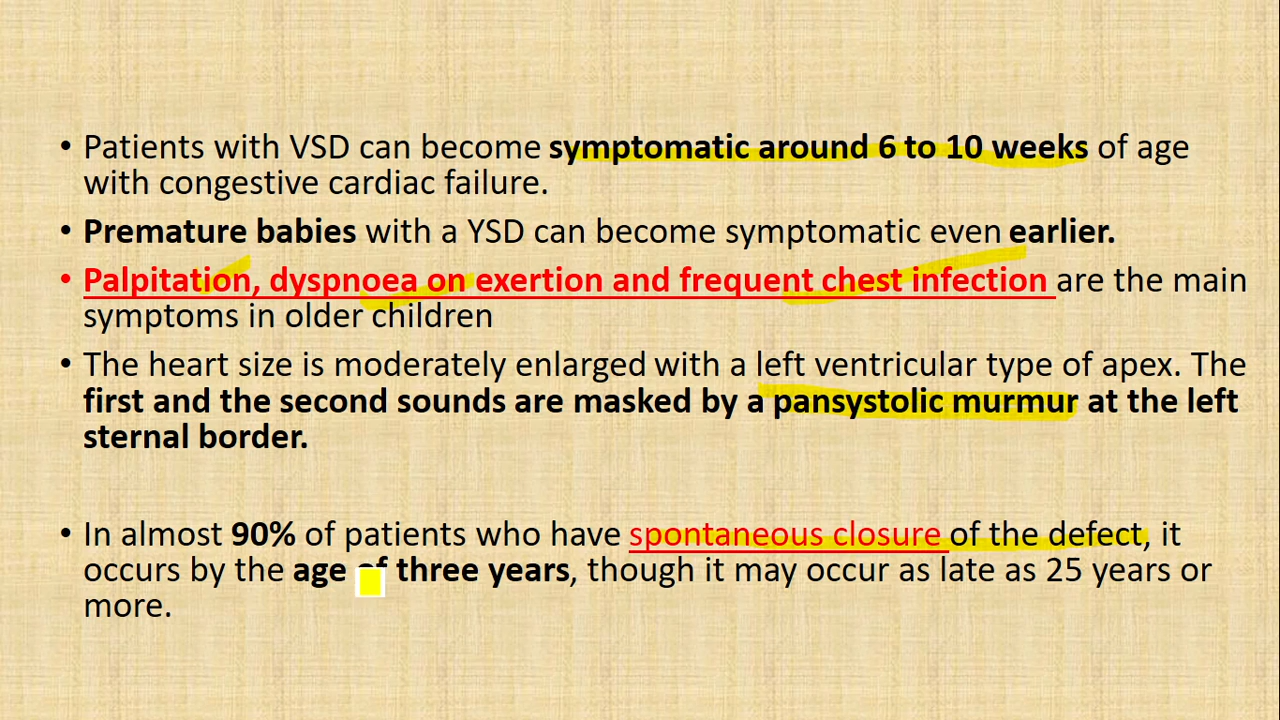 • Patients with VSD can become symptomatic around 6 to 10 weeks of age
with congestive cardiac failure.
• Premature babies with a YSD can become symptomatic even earlier.
• Palpitation, dyspnoea on exertion and frequent chest infection are the main
symptoms in older children
• The heart size is moderately enlarged with a left ventricular type of apex. The
first and the second sounds are masked by a pansystolic murmur at the left
sternal border.
• In almost 90% of patients who have spontaneous closure of the defect, it
occurs by the age of three years, though it may occur as late as 25 years or
more.